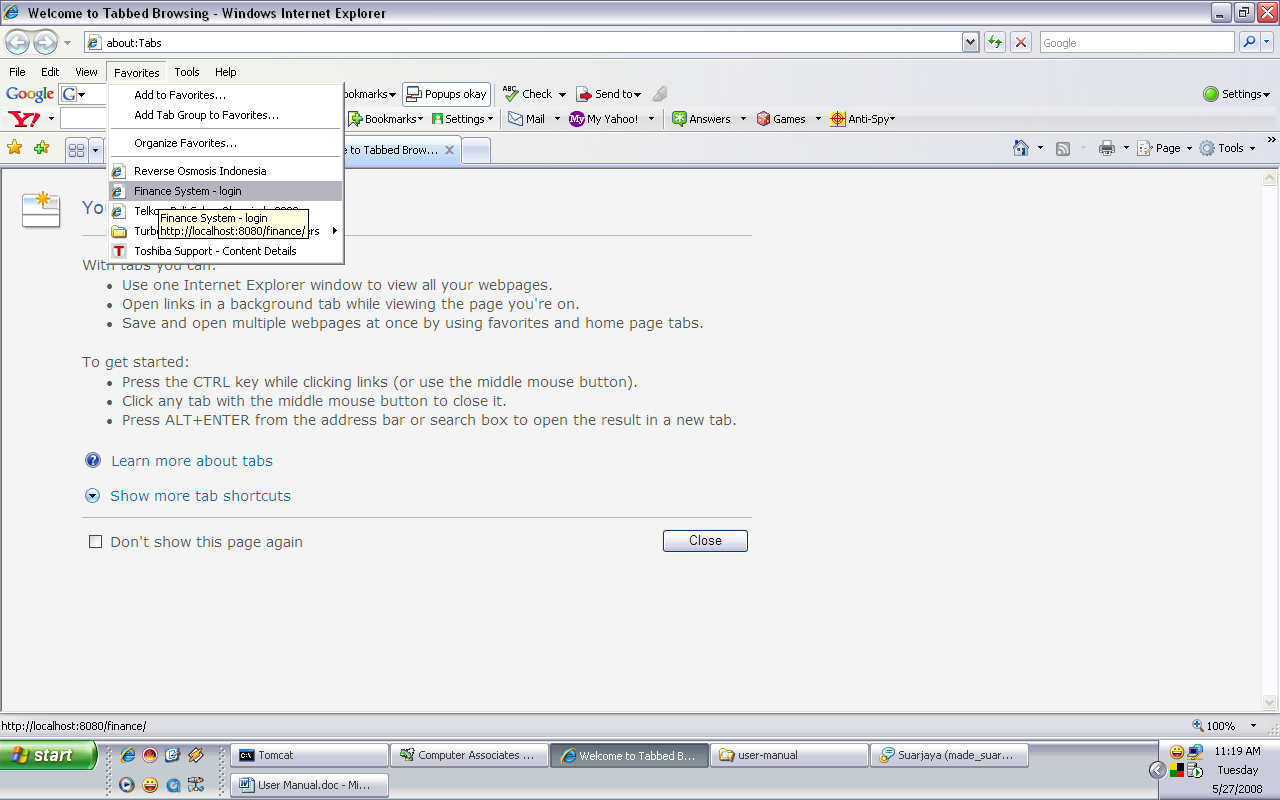 Welcome to Tabbed Browsing - Windows Internet Explorer
about:Tabs
Google
File Edit View Favorites Tools Help
Google G okmarks Popups okay ABC Check Send to Settings
Y! Bookmarks Settings Mail My My Yahoo! Answers Games Anti-Spy
e to Tabbed Brow... Page Tools »
Add to Favorites...
Add Tab Group to Favorites...
Organize Favorites...
Reverse Osmosis Indonesia
Finance System - login
Finance System - login
http://localhost:8080/finance/
Toshiba Support - Content Details
With tabs you can:
• Use one Internet Explorer window to view all your webpages.
• Open links in a background tab while viewing the page you're on.
• Save and open multiple webpages at once by using favorites and home page tabs.
To get started:
• Press the CTRL key while clicking links (or use the middle mouse button).
• Click any tab with the middle mouse button to close it.
• Press ALT+ENTER from the address bar or search box to open the result in a new tab.
Learn more about tabs
Show more tab shortcuts
Don't show this page again Close
http://localhost:8080/finance/ 100%
start Tomcat Computer Associates ... Welcome to Tabbed B... user-manual Suarjaya (made_suar... 11:19 AM
Tuesday
User Manual.doc - Mi... 5/27/2008